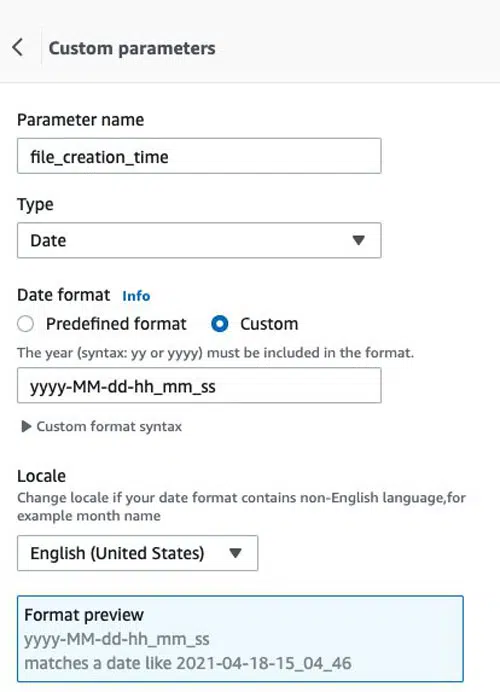 Custom parameters
Parameter name
file_creation_time
Type
Date
Date format Info
Predefined format Custom
The year (syntax: yy or yyyy) must be included in the format.
yyyy-MM-dd-hh_mm_ss
Custom format syntax
Locale
Change locale if your date format contains non-English language,for
example month name
English (United States)
Format preview
yyyy-MM-dd-hh_mm_ss
matches a date like 2021-04-18-15_04_46